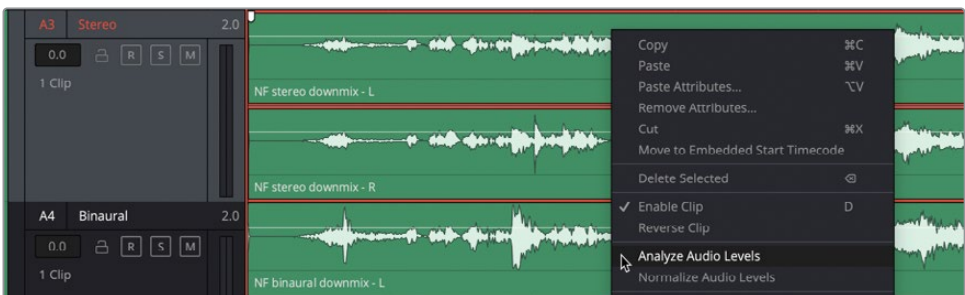 A3 Stereo 2.0
0.0 R S M
1 Clip
NF stereo downmix - L
NF stereo downmix - R
A4 Binaural 2.0
0.0 R S M
1 Clip
NF binaural downmix - L
Copy ⌘C
Paste ⌘V
Paste Attributes... ⌥V
Remove Attributes...
Cut ⌘X
Move to Embedded Start Timecode
Delete Selected ⌫
✓ Enable Clip D
Reverse Clip
Analyze Audio Levels
Normalize Audio Levels